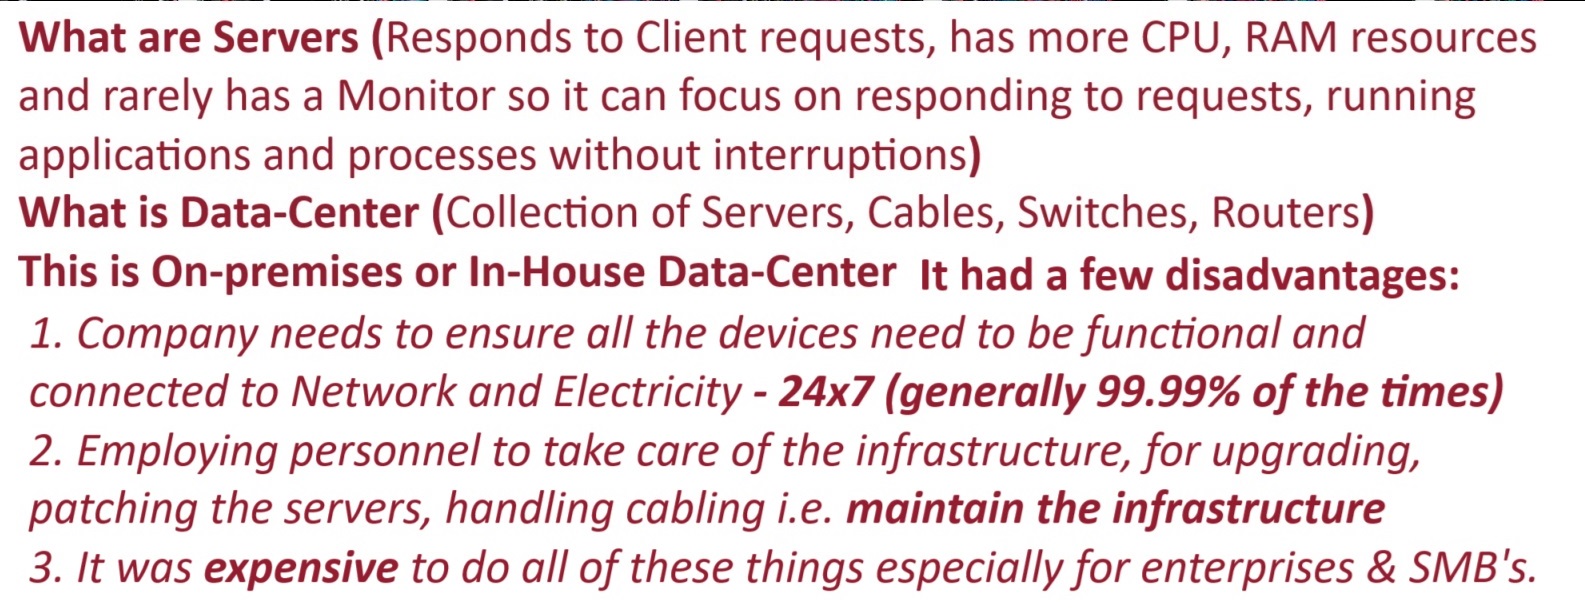 What are Servers (Responds to Client requests, has more CPU, RAM resources
and rarely has a Monitor so it can focus on responding to requests, running
applications and processes without interruptions)
What is Data-Center (Collection of Servers, Cables, Switches, Routers)
This is On-premises or In-House Data-Center It had a few disadvantages:
1. Company needs to ensure all the devices need to be functional and
connected to Network and Electricity - 24x7 (generally 99.99% of the times)
2. Employing personnel to take care of the infrastructure, for upgrading,
patching the servers, handling cabling i.e. maintain the infrastructure
3. It was expensive to do all of these things especially for enterprises & SMB's.